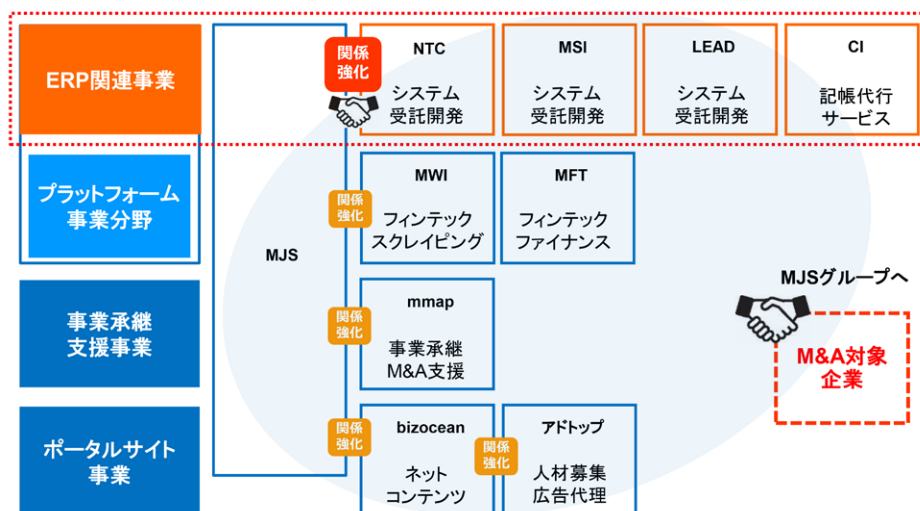 ERP関連事業
関係
強化
NTC
システム
受託開発
MSI
システム
受託開発
LEAD
システム
受託開発
CI
記帳代行
サービス
プラットフォーム
事業分野
MJS
関係
強化
MWI
フィンテック
スクレイピング
MFT
フィンテック
ファイナンス
事業承継
支援事業
関係
強化
mmap
事業承継
M&A支援
MJSグループへ
M&A対象
企業
ポータルサイト
事業
関係
強化
bizocean
ネット
コンテンツ
関係
強化
アドトップ
人材募集
広告代理